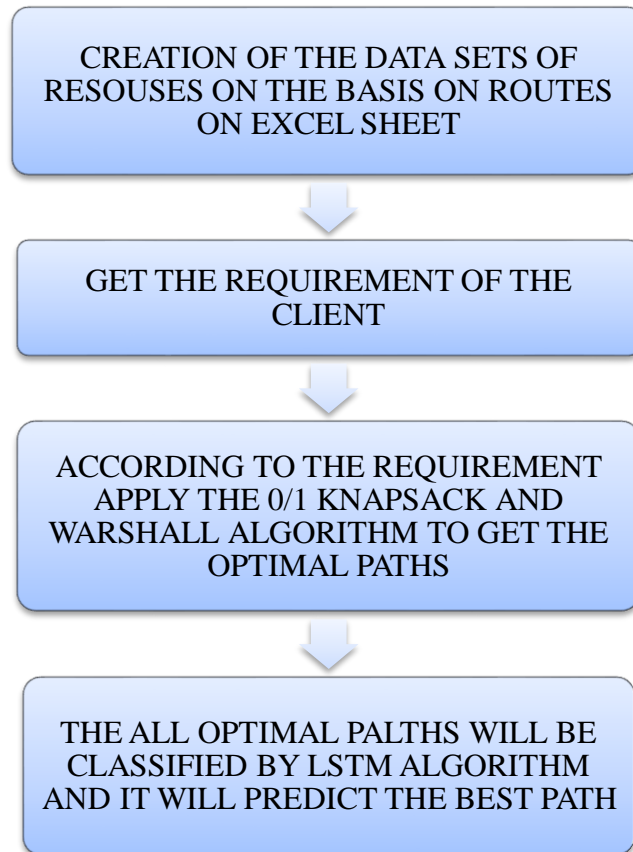 CREATION OF THE DATA SETS OF
RESOUSES ON THE BASIS ON ROUTES
ON EXCEL SHEET
GET THE REQUIREMENT OF THE
CLIENT
ACCORDING TO THE REQUIREMENT
APPLY THE 0/1 KNAPSACK AND
WARSHALL ALGORITHM TO GET THE
OPTIMAL PATHS
THE ALL OPTIMAL PALTHS WILL BE
CLASSIFIED BY LSTM ALGORITHM
AND IT WILL PREDICT THE BEST PATH